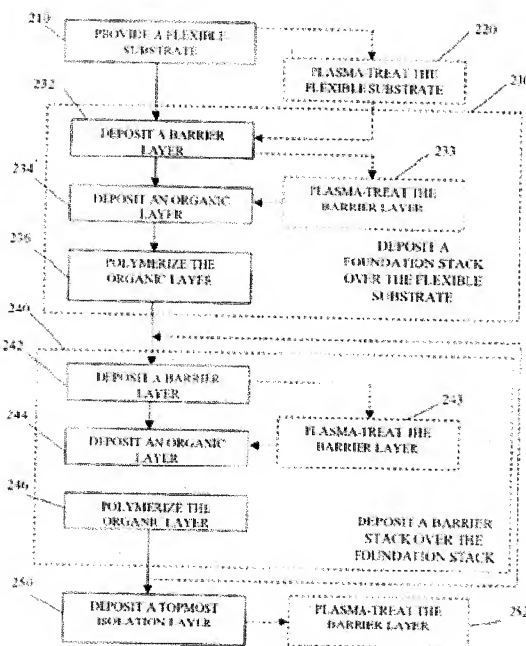 210
PROVIDE A FLEXIBLE
SUBSTRATE
220
PLASMA-TREAT THE
FLEXIBLE SUBSTRATE
232
DEPOSIT A BARRIER
LAYER
233
234
DEPOSIT AN ORGANIC
LAYER
PLASMA-TREAT THE
BARRIER LAYER
236
POLYMERIZE THE
ORGANIC LAYER
DEPOSIT A
FOUNDATION STACK
OVER THE FLEXIBLE
SUBSTRATE
240
242
DEPOSIT A BARRIER
LAYER
243
244
DEPOSIT AN ORGANIC
LAYER
PLASMA-TREAT THE
BARRIER LAYER
246
POLYMERIZE THE
ORGANIC LAYER
DEPOSIT A BARRIER
STACK OVER THE
FOUNDATION STACK
250
DEPOSIT A TOPMOST
ISOLATION LAYER
PLASMA-TREAT THE
BARRIER LAYER
252